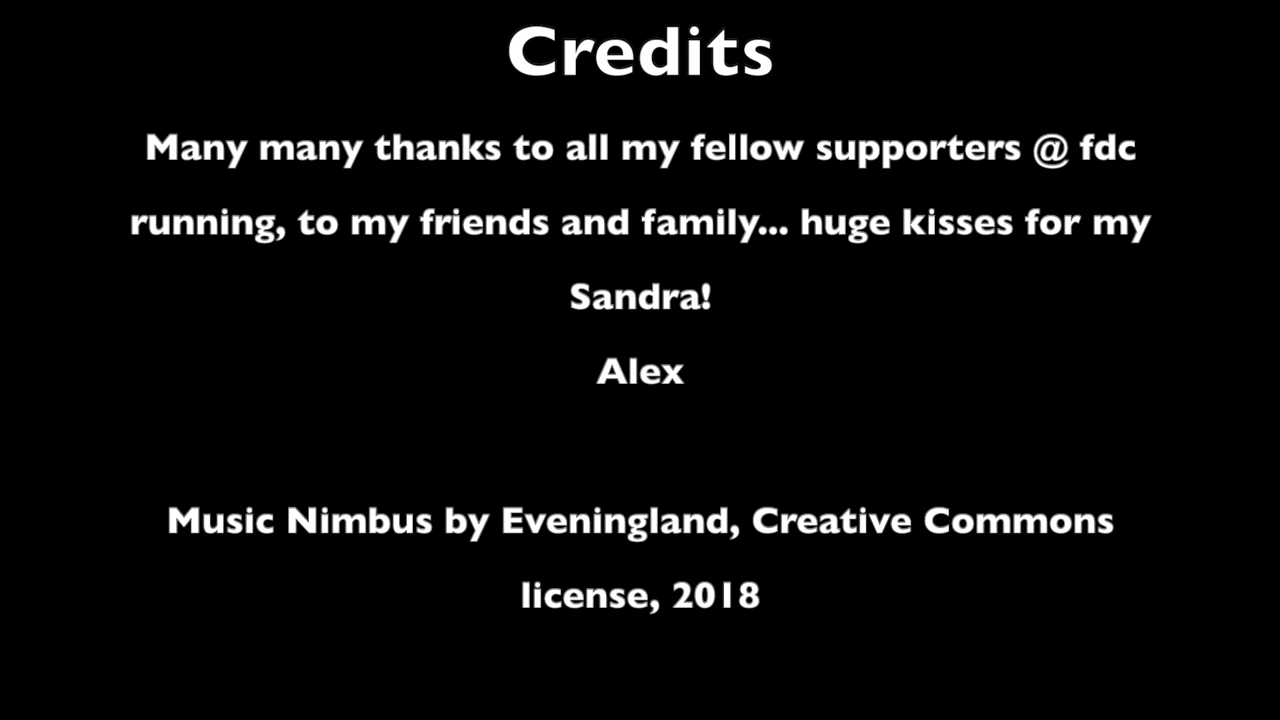 Credits
Many many thanks to all my fellow supporters @ fdc
running, to my friends and family... huge kisses for my
Sandra!
Alex
Music Nimbus by Eveningland, Creative Commons
license, 2018